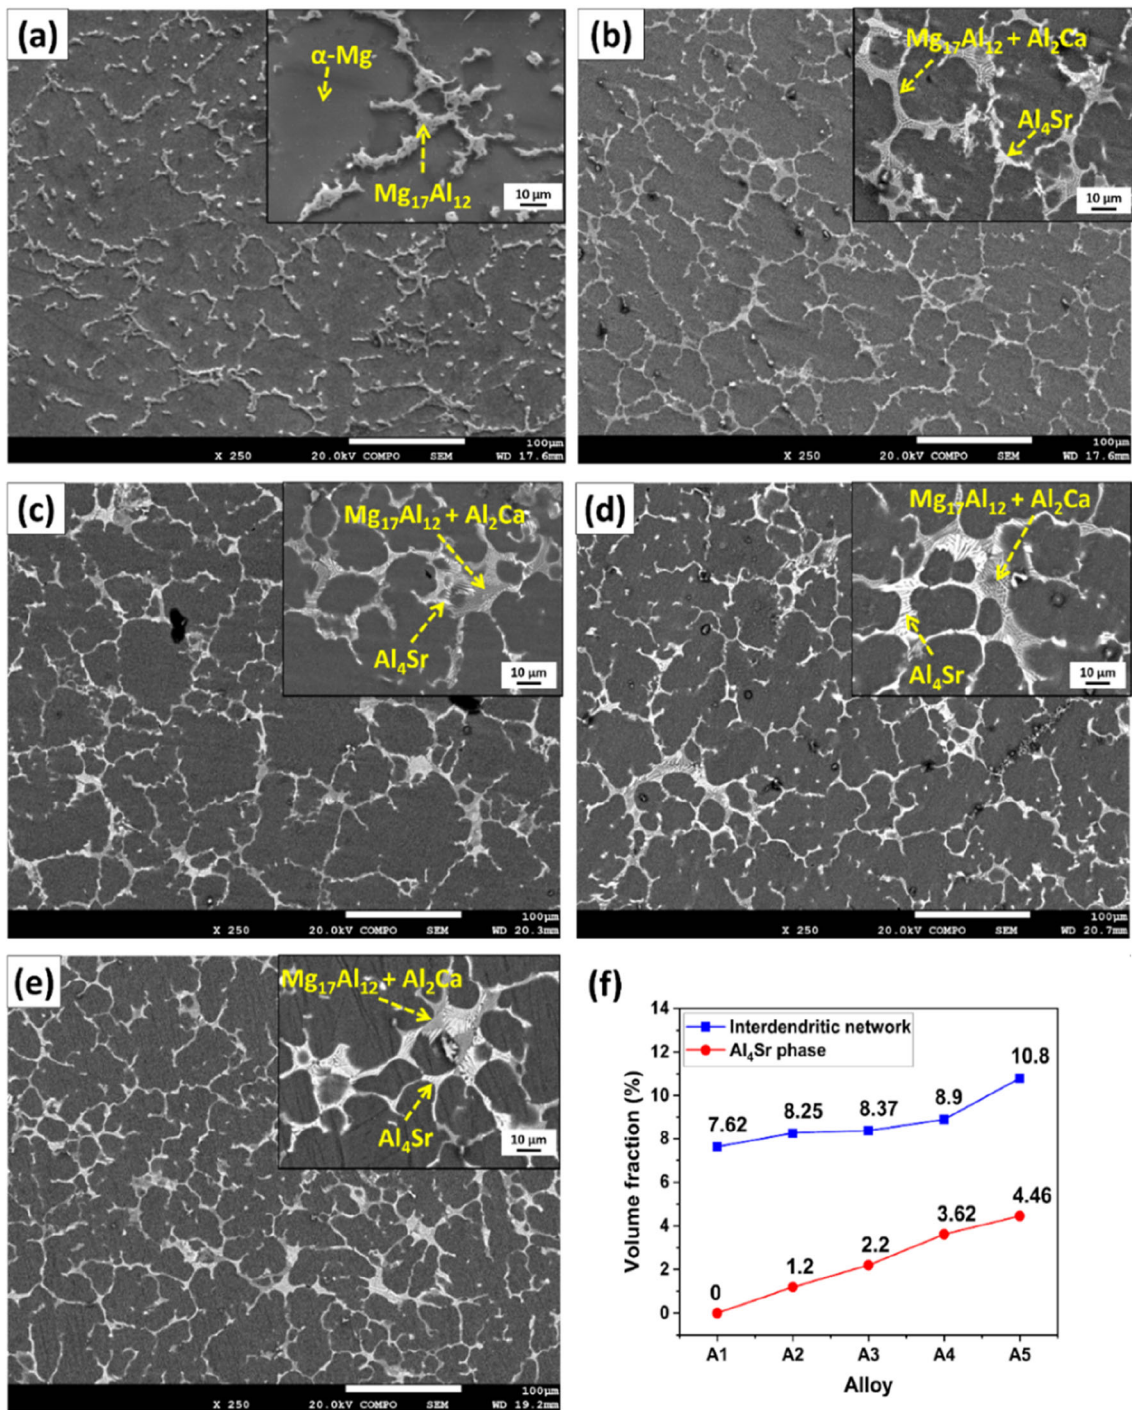 (a)
α-Mg
Mg₁₇Al₁₂
10 μm
100μm
X 250 20.0kV COMPO SEM WD 17.6mm
(b)
Mg₁₇Al₁₂ + Al₂Ca
Al₄Sr
10 μm
100μm
X 250 20.0kV COMPO SEM WD 17.6mm
(c)
Mg₁₇Al₁₂ + Al₂Ca
Al₄Sr
10 μm
100μm
X 250 20.0kV COMPO SEM WD 20.3mm
(d)
Mg₁₇Al₁₂ + Al₂Ca
Al₄Sr
10 μm
100μm
X 250 20.0kV COMPO SEM WD 20.7mm
(e)
Mg₁₇Al₁₂ + Al₂Ca
Al₄Sr
10 μm
100μm
X 250 20.0kV COMPO SEM WD 19.2mm
(f)
Interdendritic network
Al₄Sr phase
14
12
10
8
6
4
2
0
Volume fraction (%)
7.62
8.25
8.37
8.9
10.8
0
1.2
2.2
3.62
4.46
A1 A2 A3 A4 A5
Alloy